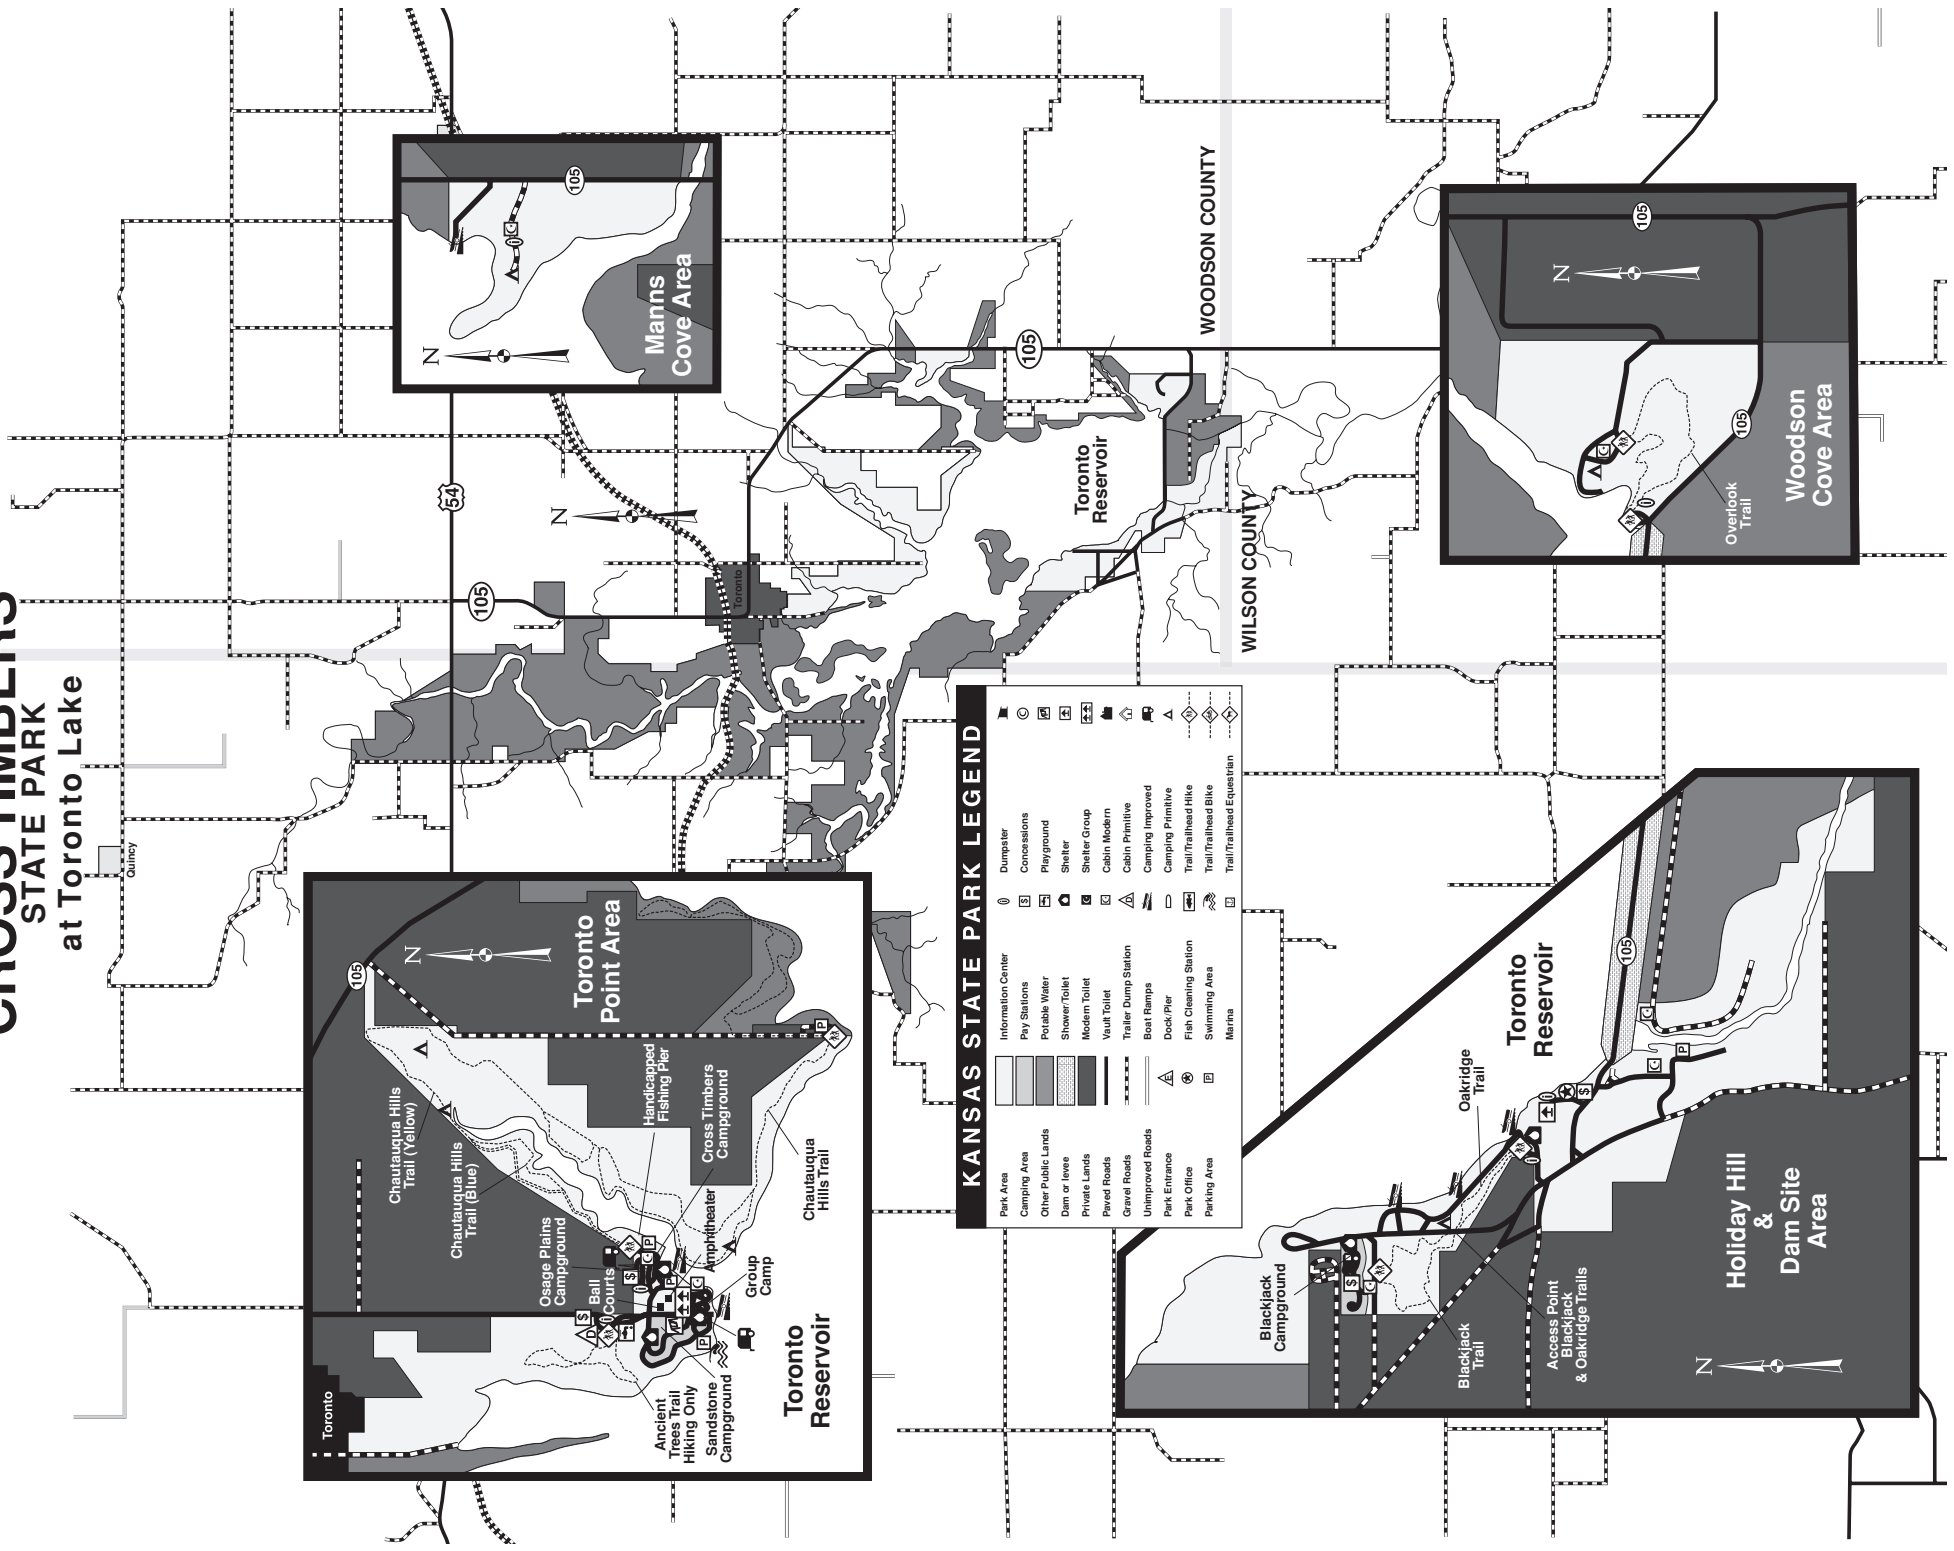 CROSS TIMBERS
STATE PARK
at Toronto Lake
Quincy
54
105
N
105
Toronto
Toronto
Reservoir
105
WOODSON COUNTY
WILSON COUNTY
Manns
Cove Area
N
105
Toronto
Point Area
N
105
Toronto
Chautauqua Hills
Trail (Yellow)
Chautauqua Hills
Trail (Blue)
Osage Plains
Campground
Ball
Courts
Handicapped
Fishing Pier
Cross Timbers
Campground
Amphitheater
Group
Camp
Chautauqua
Hills Trail
Ancient
Trees Trail
Hiking Only
Sandstone
Campground
Toronto
Reservoir
P
P
P
P
$
$
D
KANSAS STATE PARK LEGEND
Park Area
Camping Area
Other Public Lands
Dam or levee
Private Lands
Paved Roads
Gravel Roads
Unimproved Roads
Park Entrance
E
Park Office
Parking Area
P
Information Center
Pay Stations
$
Potable Water
Shower/Toilet
Modern Toilet
Vault Toilet
Trailer Dump Station
D
Boat Ramps
Dock/Pier
Fish Cleaning Station
Swimming Area
Marina
Dumpster
Concessions
C
Playground
Shelter
Shelter Group
Cabin Modern
Cabin Primitive
Camping Improved
Camping Primitive
Trail/Trailhead Hike
Trail/Trailhead Bike
Trail/Trailhead Equestrian
Woodson
Cove Area
N
105
105
Overlook
Trail
Holiday Hill
&
Dam Site
Area
N
Toronto
Reservoir
105
Oakridge
Trail
Blackjack
Campground
Blackjack
Trail
Access Point
Blackjack
& Oakridge Trails
P
$
$